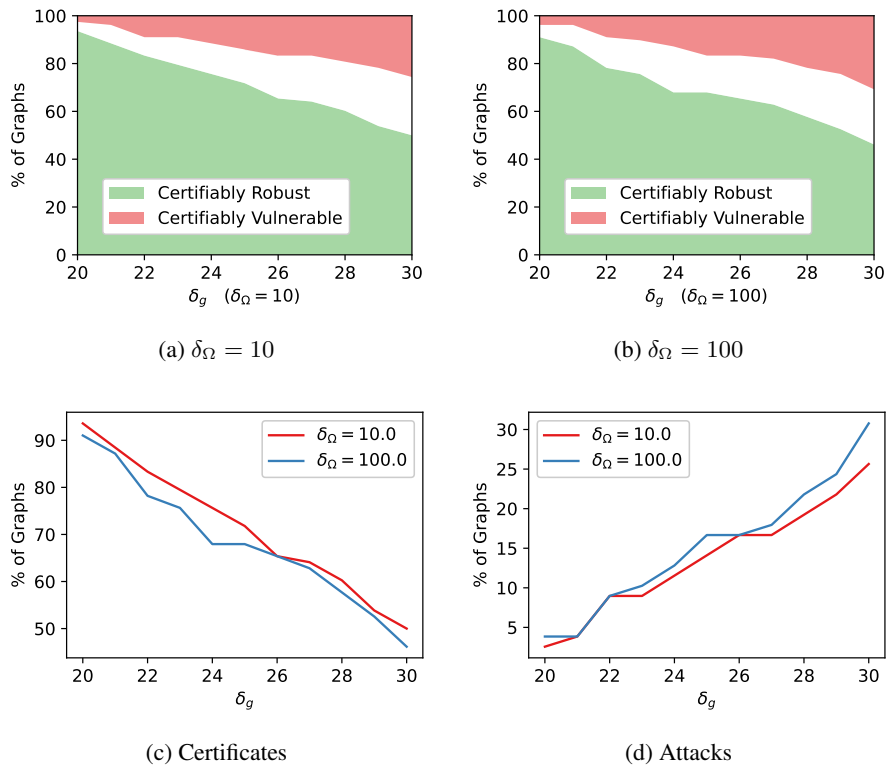 100
80
60
40
20
0
% of Graphs
Certifiably Robust
Certifiably Vulnerable
20 22 24 26 28 30
δg (δΩ = 10)
(a) δΩ = 10
100
80
60
40
20
0
% of Graphs
Certifiably Robust
Certifiably Vulnerable
20 22 24 26 28 30
δg (δΩ = 100)
(b) δΩ = 100
90
80
70
60
50
% of Graphs
δΩ = 10.0
δΩ = 100.0
20 22 24 26 28 30
δg
(c) Certificates
30
25
20
15
10
5
% of Graphs
δΩ = 10.0
δΩ = 100.0
20 22 24 26 28 30
δg
(d) Attacks